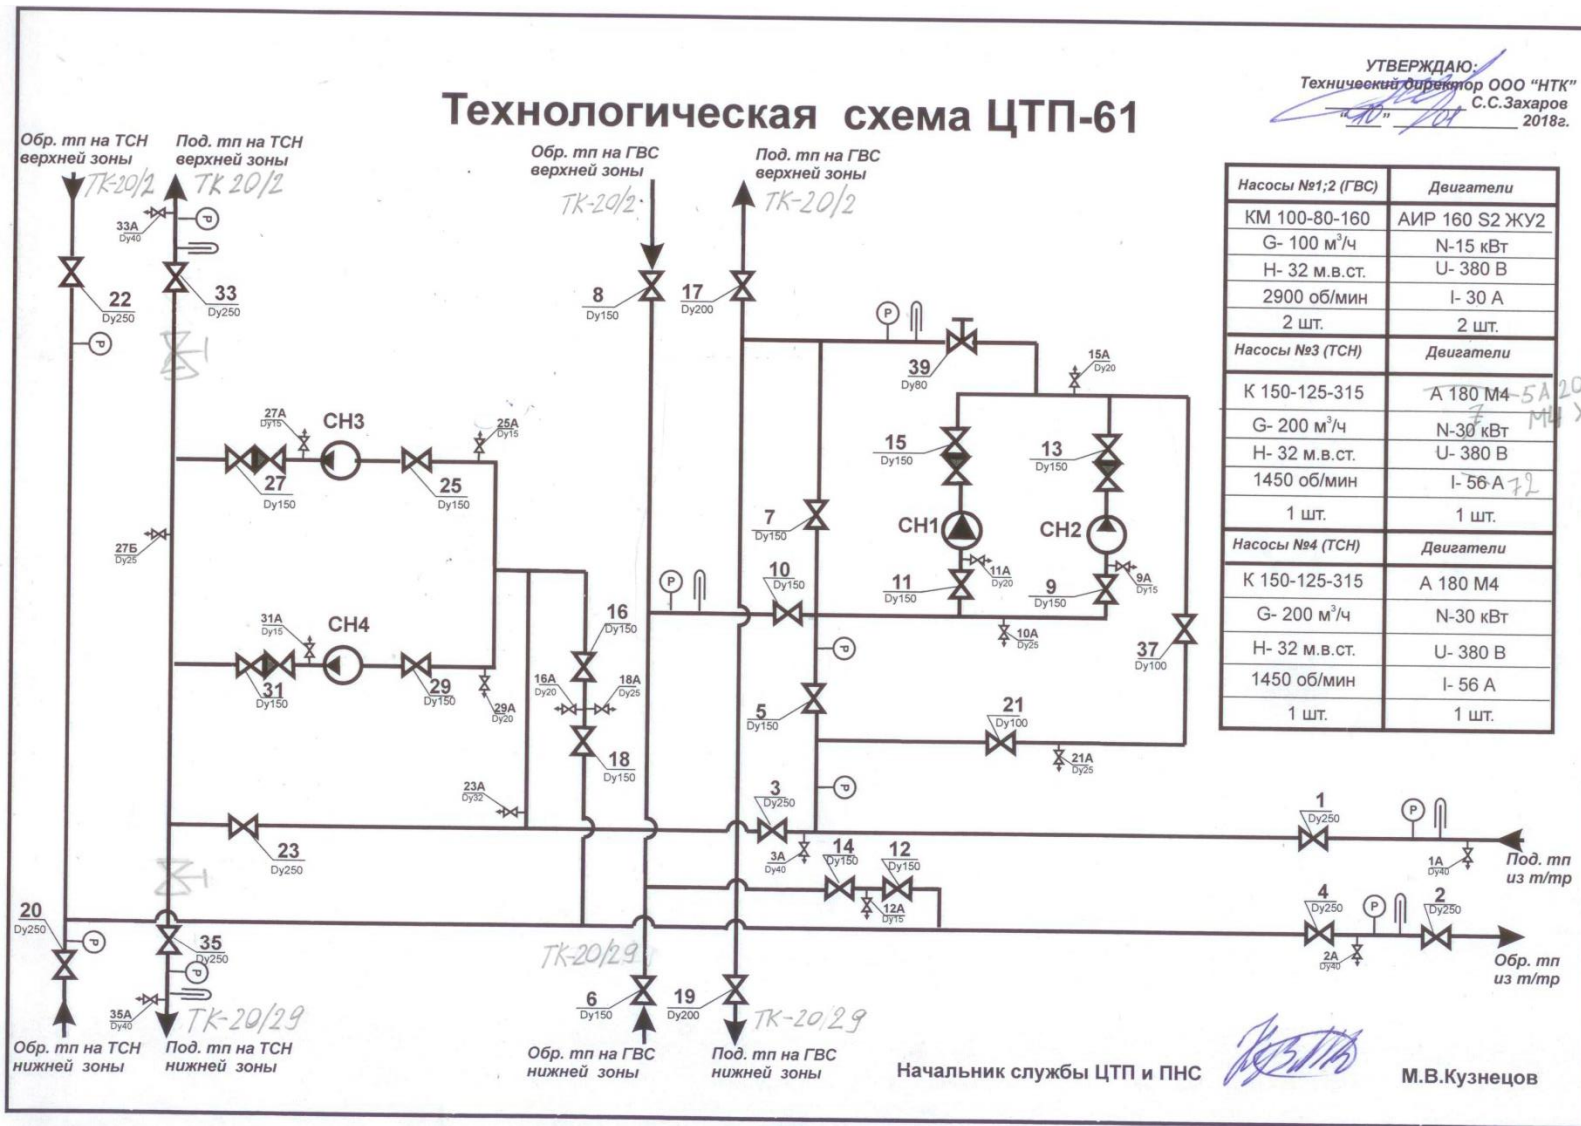 УТВЕРЖДАЮ:
Технический директор ООО "НТК"
С.С.Захаров
"10" 01 2018г.
Технологическая схема ЦТП-61
Обр. тп на ТСН
верхней зоны
ТК-20/2
Под. тп на ТСН
верхней зоны
ТК 20/2
Обр. тп на ГВС
верхней зоны
ТК-20/2
Под. тп на ГВС
верхней зоны
ТК-20/2
33А
Dy40
P
22
Dy250
33
Dy250
P
8
Dy150
17
Dy200
P
39
Dy80
15А
Dy20
27А
Dy15
СН3
25А
Dy15
27
Dy150
25
Dy150
15
Dy150
13
Dy150
7
Dy150
СН1
СН2
27Б
Dy25
P
10
Dy150
11А
Dy20
11
Dy150
9
Dy150
9А
Dy15
10А
Dy25
31А
Dy15
СН4
16
Dy150
P
37
Dy100
31
Dy150
29
Dy150
29А
Dy20
16А
Dy20
18А
Dy25
5
Dy150
21
Dy100
21А
Dy25
18
Dy150
23А
Dy32
P
3
Dy250
3А
Dy40
1
Dy250
P
1А
Dy40
Под. тп
из т/тр
23
Dy250
14
Dy150
12
Dy150
12А
Dy15
4
Dy250
P
2
Dy250
2А
Dy40
Обр. тп
из т/тр
20
Dy250
P
35
Dy250
P
35А
Dy40
ТК-20/29
ТК-20/29
6
Dy150
19
Dy200
ТК-20/29
Обр. тп на ТСН
нижней зоны
Под. тп на ТСН
нижней зоны
Обр. тп на ГВС
нижней зоны
Под. тп на ГВС
нижней зоны
Насосы №1;2 (ГВС) Двигатели
КМ 100-80-160 АИР 160 S2 ЖУ2
G- 100 м³/ч N-15 кВт
Н- 32 м.в.ст. U- 380 В
2900 об/мин I- 30 А
2 шт. 2 шт.
Насосы №3 (ТСН) Двигатели
К 150-125-315 А 180 М4 5А 20
М4
G- 200 м³/ч N-30 кВт
Н- 32 м.в.ст. U- 380 В
1450 об/мин I- 56 А 72
1 шт. 1 шт.
Насосы №4 (ТСН) Двигатели
К 150-125-315 А 180 М4
G- 200 м³/ч N-30 кВт
Н- 32 м.в.ст. U- 380 В
1450 об/мин I- 56 А
1 шт. 1 шт.
Начальник службы ЦТП и ПНС М.В.Кузнецов